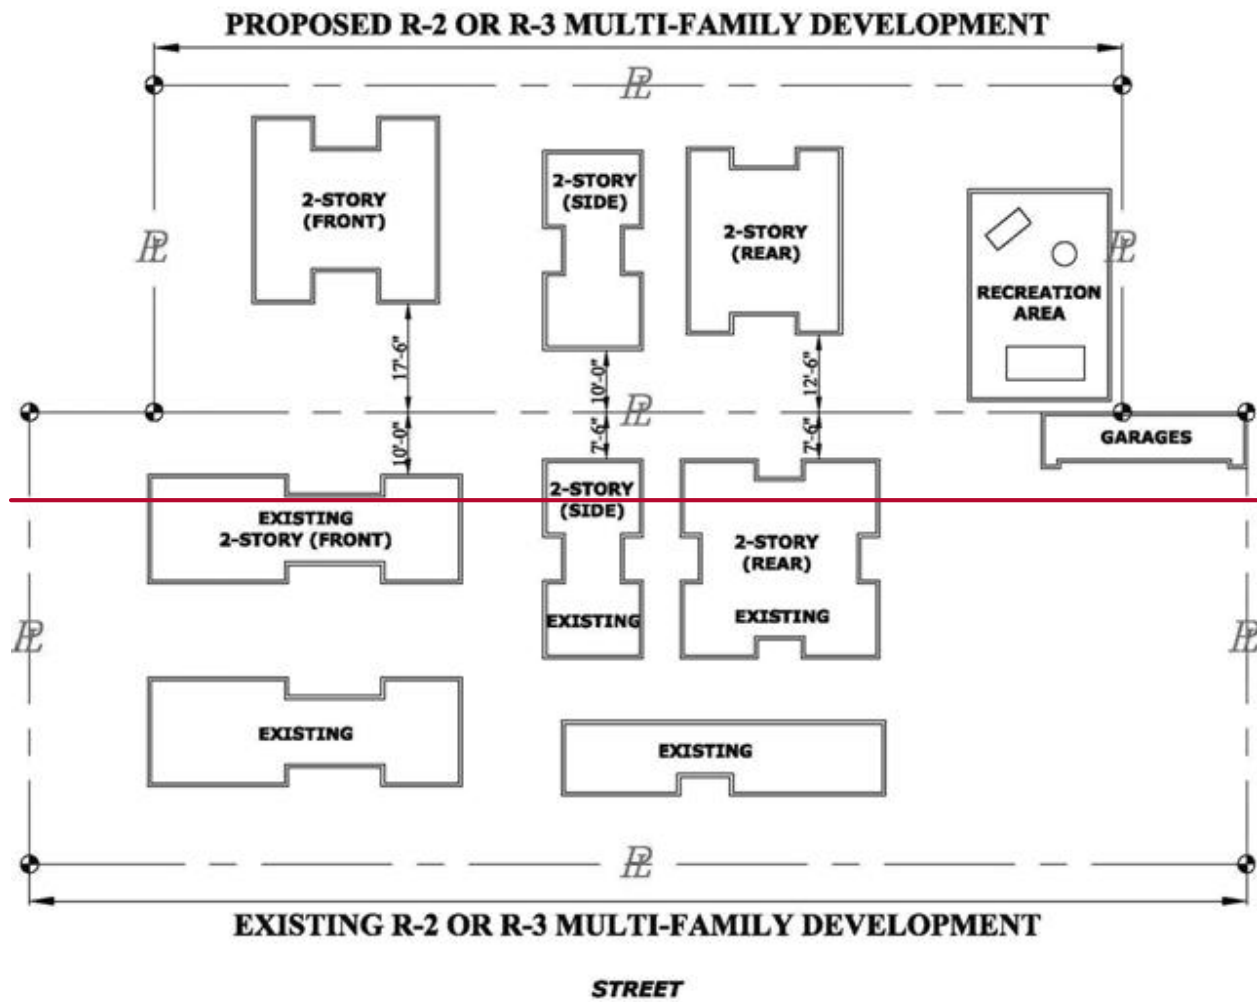 PROPOSED R-2 OR R-3 MULTI-FAMILY DEVELOPMENT
PL
2-STORY
(FRONT)
2-STORY
(SIDE)
2-STORY
(REAR)
PL
PL
RECREATION
AREA
17'-6"
10'-0"
12'-6"
PL
10'-0"
7'-6"
7'-6"
GARAGES
EXISTING
2-STORY (FRONT)
2-STORY
(SIDE)
EXISTING
2-STORY
(REAR)
EXISTING
PL
PL
EXISTING
EXISTING
PL
EXISTING R-2 OR R-3 MULTI-FAMILY DEVELOPMENT
STREET